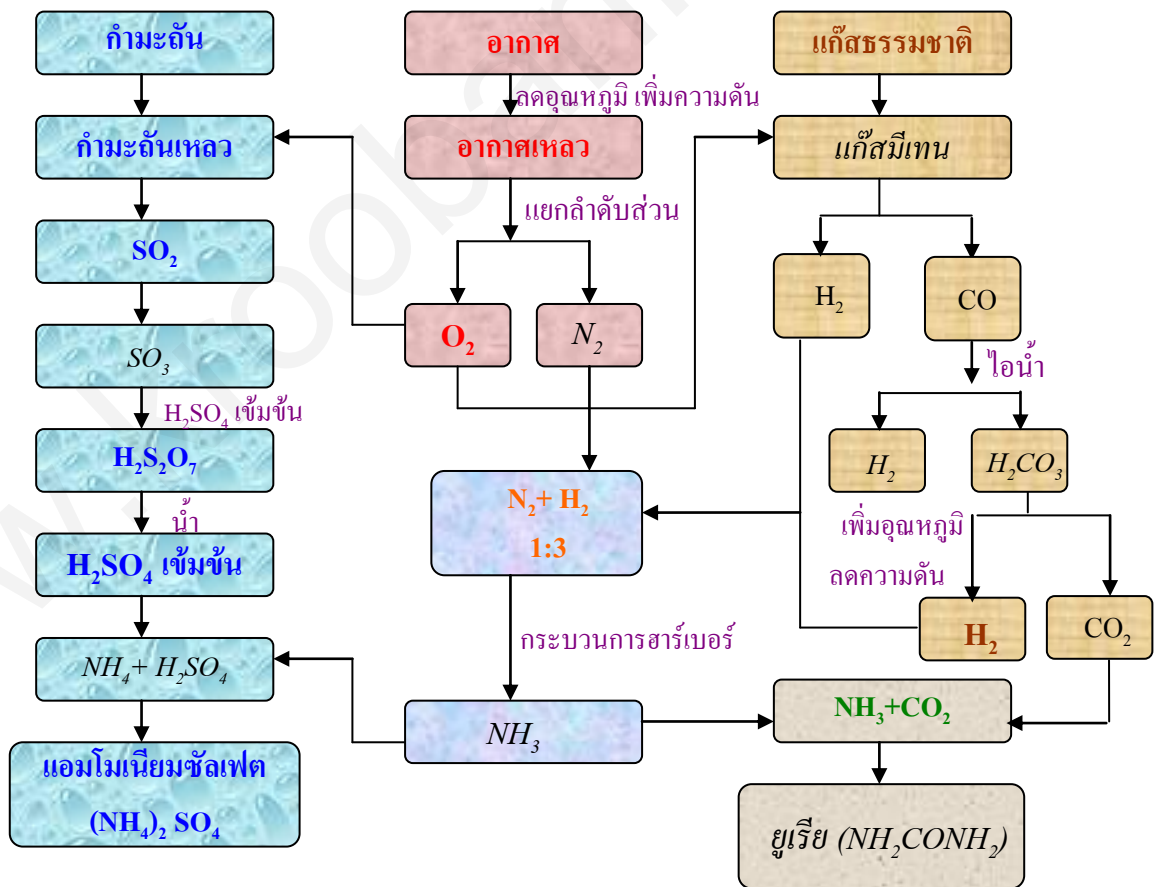 กำมะถัน
อากาศ
แก๊สธรรมชาติ
ลดอุณหภูมิ เพิ่มความดัน
กำมะถันเหลว
อากาศเหลว
แก๊สมีเทน
แยกลำดับส่วน
SO₂
H₂
CO
O₂
N₂
SO₃
ไอน้ำ
H₂SO₄ เข้มข้น
H₂S₂O₇
H₂
H₂CO₃
N₂+ H₂
1:3
น้ำ
เพิ่มอุณหภูมิ
ลดความดัน
H₂SO₄ เข้มข้น
H₂
CO₂
กระบวนการฮาร์เบอร์
NH₄+ H₂SO₄
NH₃
NH₃+CO₂
แอมโมเนียมซัลเฟต
(NH₄)₂ SO₄
ยูเรีย (NH₂CONH₂)